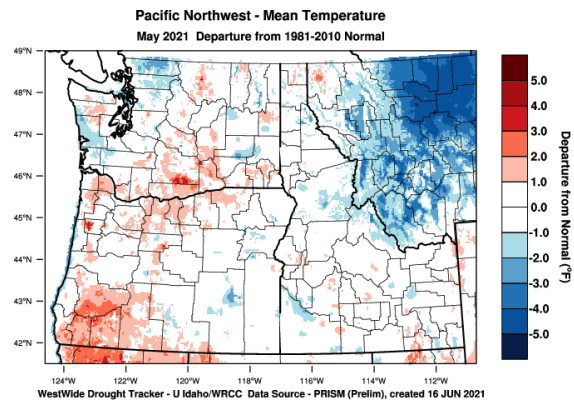 Pacific Northwest - Mean Temperature
May 2021 Departure from 1981-2010 Normal
49°N
48°N
47°N
46°N
45°N
44°N
43°N
42°N
124°W 122°W 120°W 118°W 116°W 114°W 112°W
5.0
4.0
3.0
2.0
1.0
0.0
-1.0
-2.0
-3.0
-4.0
-5.0
Departure from Normal (°F)
WestWide Drought Tracker - U Idaho/WRCC Data Source - PRISM (Prelim), created 16 JUN 2021